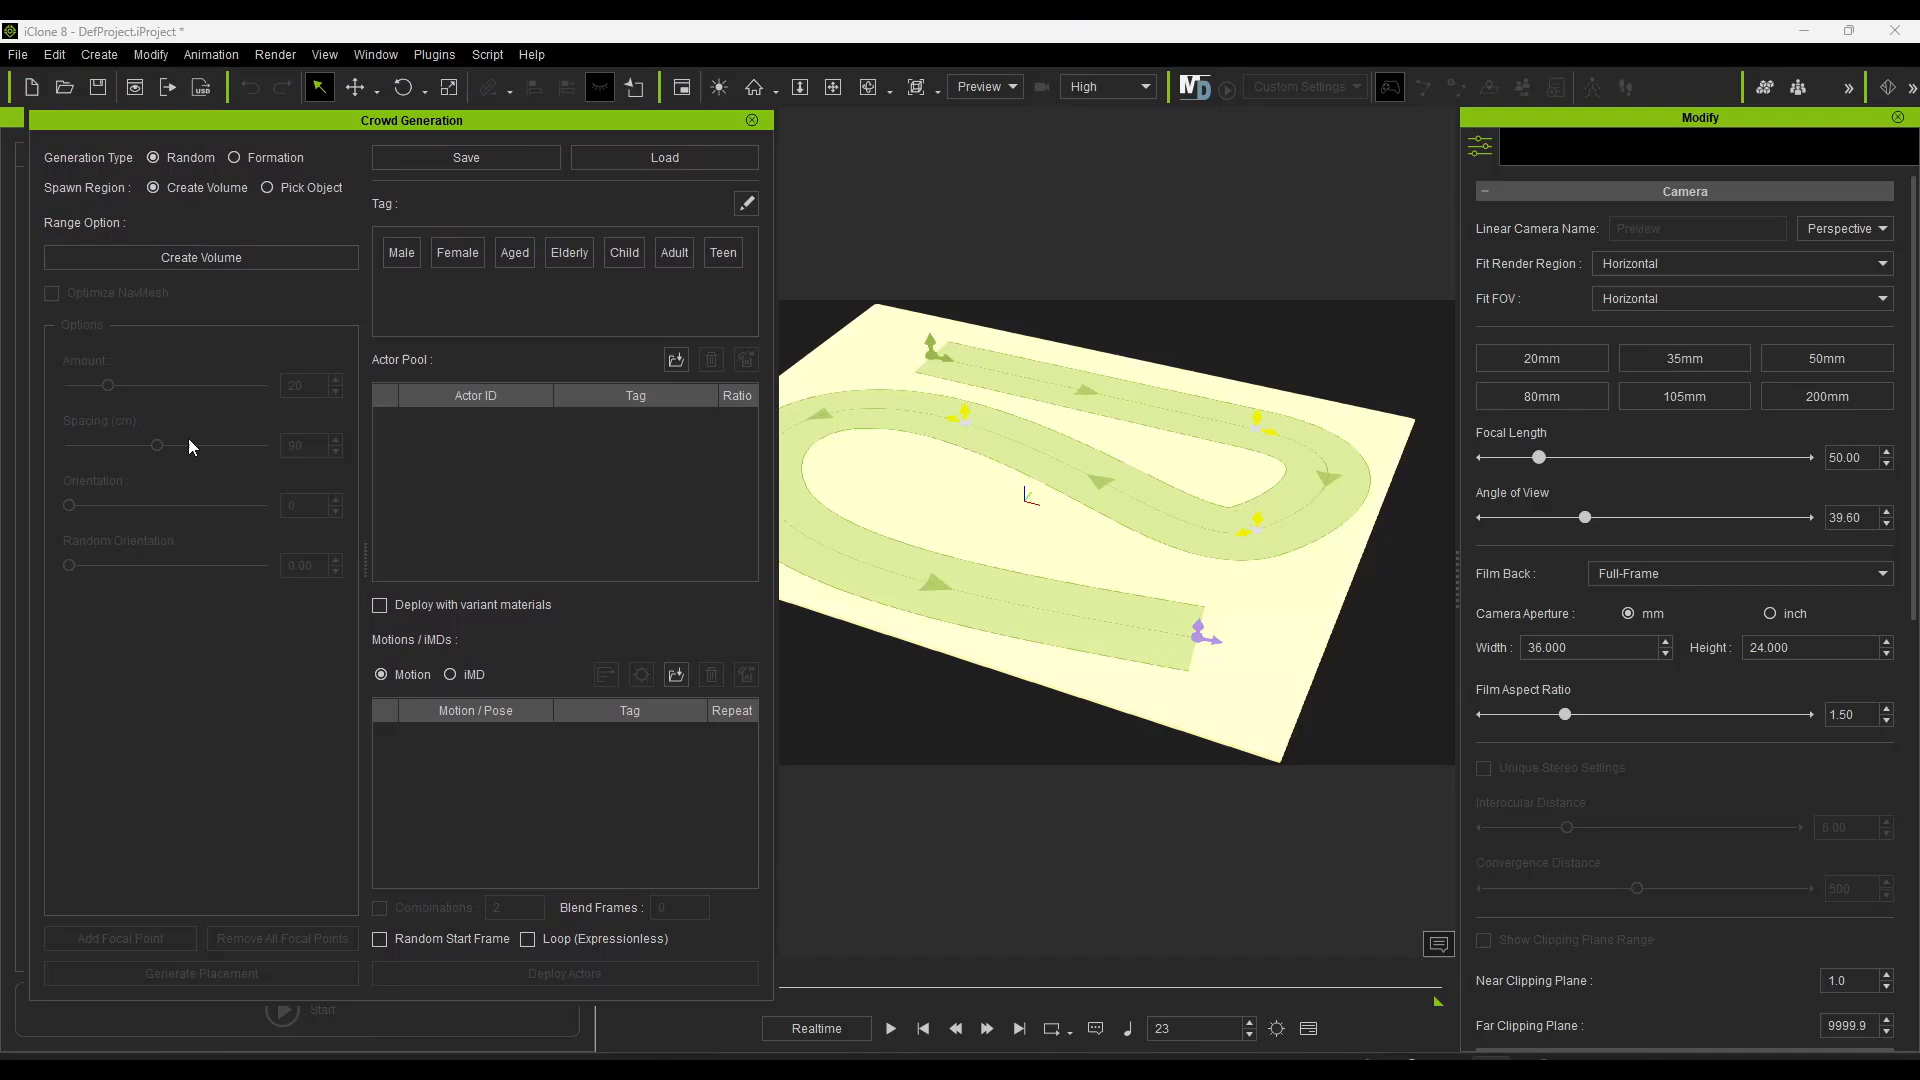 iClone 8 - DefProject.iProject *
File Edit Create Modify Animation Render View Window Plugins Script Help
USD Preview High MD Custom Settings
Crowd Generation
Generation Type Random Formation
Spawn Region : Create Volume Pick Object
Range Option :
Create Volume
Optimize NavMesh
Options
Amount :
20
Spacing (cm) :
90
Orientation :
0
Random Orientation :
0.00
Add Focal Point Remove All Focal Points
Generate Placement
Start
Save Load
Tag :
Male Female Aged Elderly Child Adult Teen
Actor Pool :
Actor ID Tag Ratio
Deploy with variant materials
Motions / iMDs :
Motion iMD
Motion / Pose Tag Repeat
Combinations : 2 Blend Frames : 0
Random Start Frame Loop (Expressionless)
Deploy Actors
Realtime 23
Modify
Camera
Linear Camera Name: Preview Perspective
Fit Render Region : Horizontal
Fit FOV : Horizontal
20mm 35mm 50mm
80mm 105mm 200mm
Focal Length
50.00
Angle of View
39.60
Film Back : Full-Frame
Camera Aperture : mm inch
Width : 36.000 Height : 24.000
Film Aspect Ratio
1.50
Unique Stereo Settings
Interocular Distance
6.00
Convergence Distance
500
Show Clipping Plane Range
Near Clipping Plane : 1.0
Far Clipping Plane : 9999.9